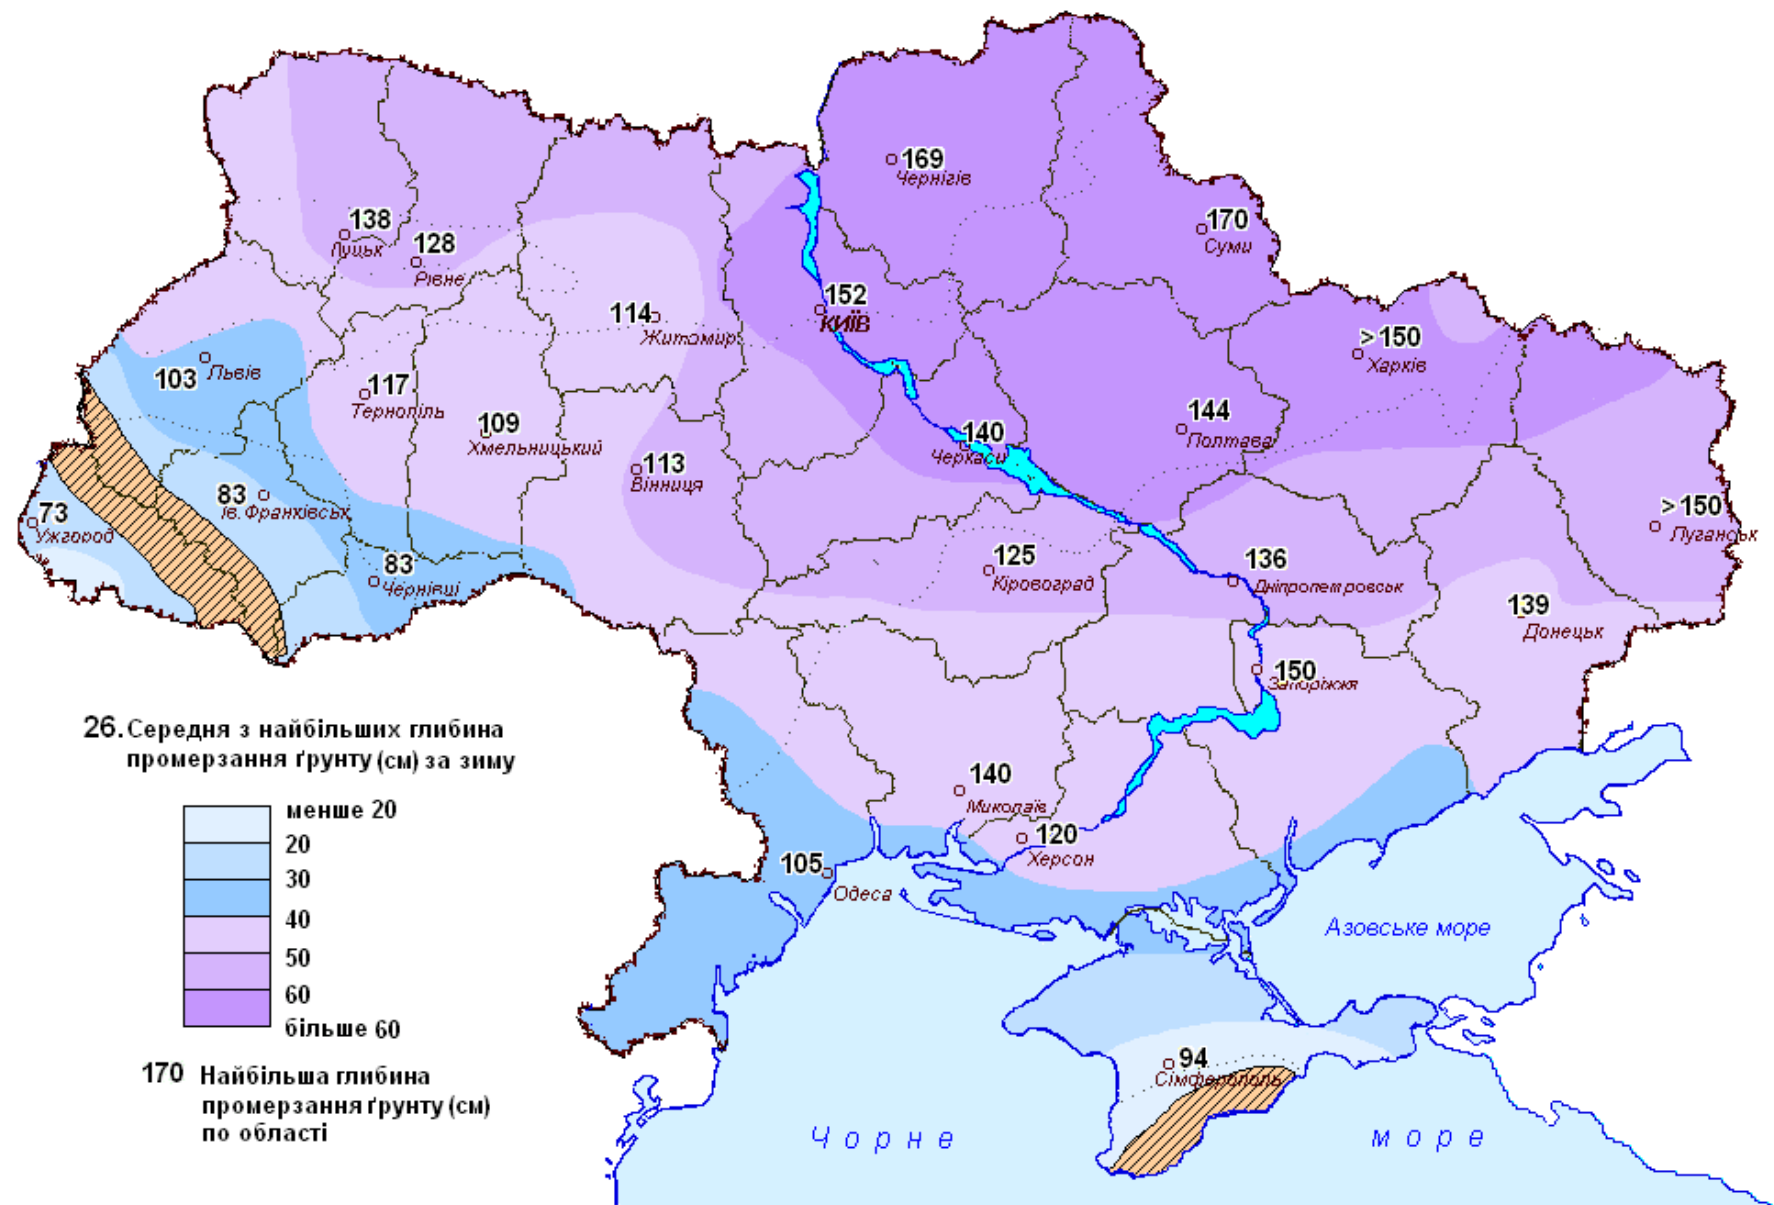 169
Чернігів
170
Суми
138
Луцьк
128
Рівне
152
КИЇВ
114
Житомир
>150
Харків
103
Львів
117
Тернопіль
109
Хмельницький
144
Полтава
140
Черкаси
113
Вінниця
83
Ів. Франківськ
73
Ужгород
>150
Луганськ
83
Чернівці
125
Кіровоград
136
Дніпропетровськ
139
Донецьк
150
Запоріжжя
140
Миколаїв
120
Херсон
105
Одеса
Азовське море
94
Сімферополь
Чорне море
26. Середня з найбільших глибина
промерзання ґрунту (см) за зиму
менше 20
20
30
40
50
60
більше 60
170 Найбільша глибина
промерзання ґрунту (см)
по області